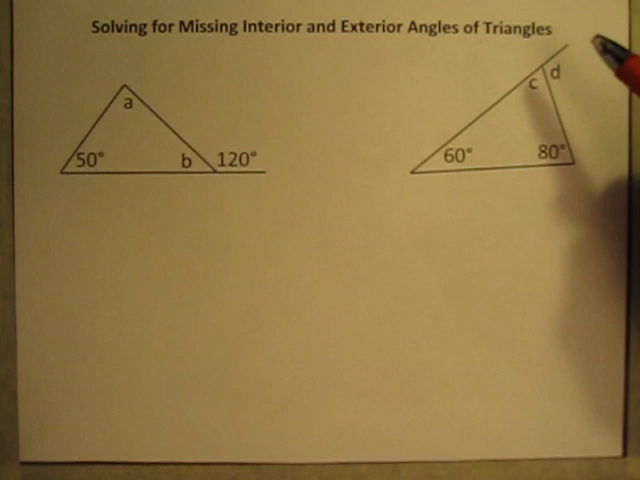 Solving for Missing Interior and Exterior Angles of Triangles
a
50° b 120°
c d
60° 80°